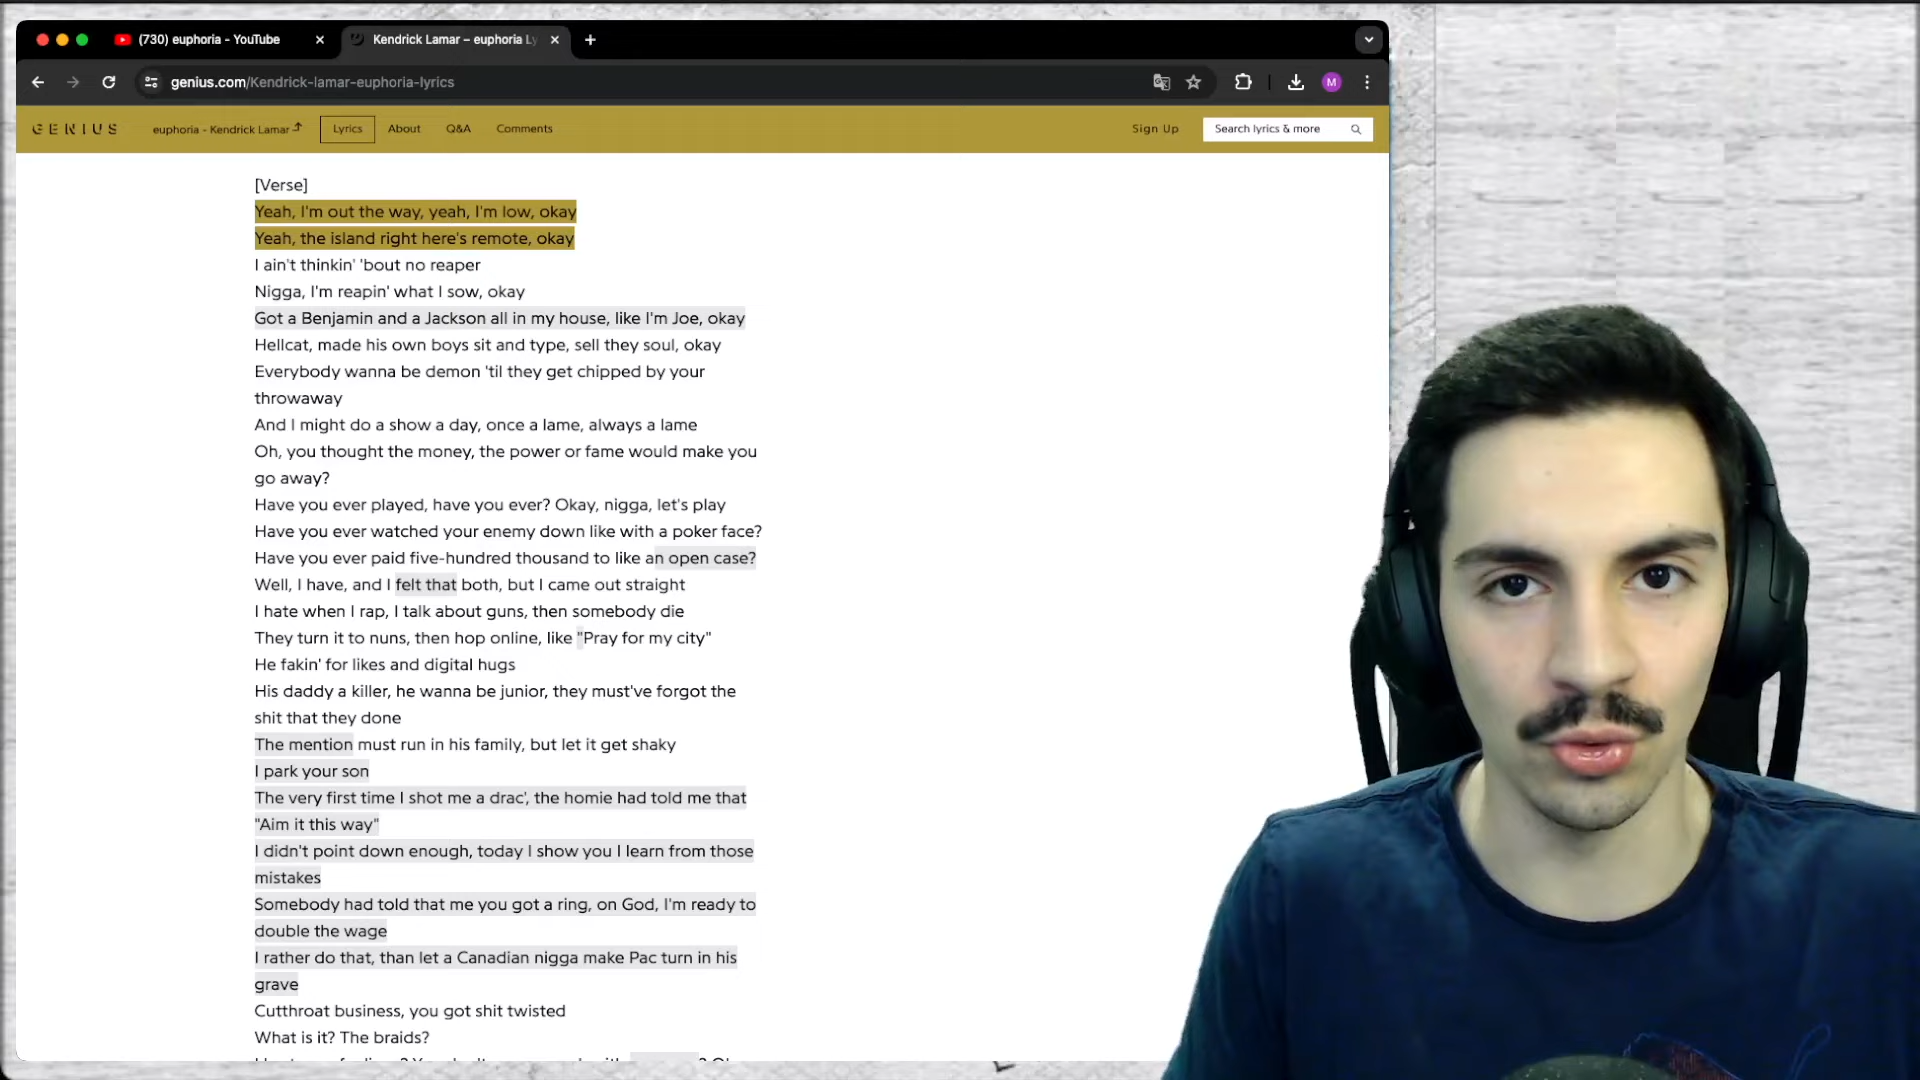 (730) euphoria - YouTube
Kendrick Lamar – euphoria Ly
genius.com/Kendrick-lamar-euphoria-lyrics
M
GENIUS
euphoria - Kendrick Lamar
Lyrics
About
Q&A
Comments
Sign Up
Search lyrics & more
[Verse]
Yeah, I'm out the way, yeah, I'm low, okay
Yeah, the island right here's remote, okay
I ain't thinkin' 'bout no reaper
Nigga, I'm reapin' what I sow, okay
Got a Benjamin and a Jackson all in my house, like I'm Joe, okay
Hellcat, made his own boys sit and type, sell they soul, okay
Everybody wanna be demon 'til they get chipped by your
throwaway
And I might do a show a day, once a lame, always a lame
Oh, you thought the money, the power or fame would make you
go away?
Have you ever played, have you ever? Okay, nigga, let's play
Have you ever watched your enemy down like with a poker face?
Have you ever paid five-hundred thousand to like an open case?
Well, I have, and I felt that both, but I came out straight
I hate when I rap, I talk about guns, then somebody die
They turn it to nuns, then hop online, like "Pray for my city"
He fakin' for likes and digital hugs
His daddy a killer, he wanna be junior, they must've forgot the
shit that they done
The mention must run in his family, but let it get shaky
I park your son
The very first time I shot me a drac', the homie had told me that
"Aim it this way"
I didn't point down enough, today I show you I learn from those
mistakes
Somebody had told that me you got a ring, on God, I'm ready to
double the wage
I rather do that, than let a Canadian nigga make Pac turn in his
grave
Cutthroat business, you got shit twisted
What is it? The braids?